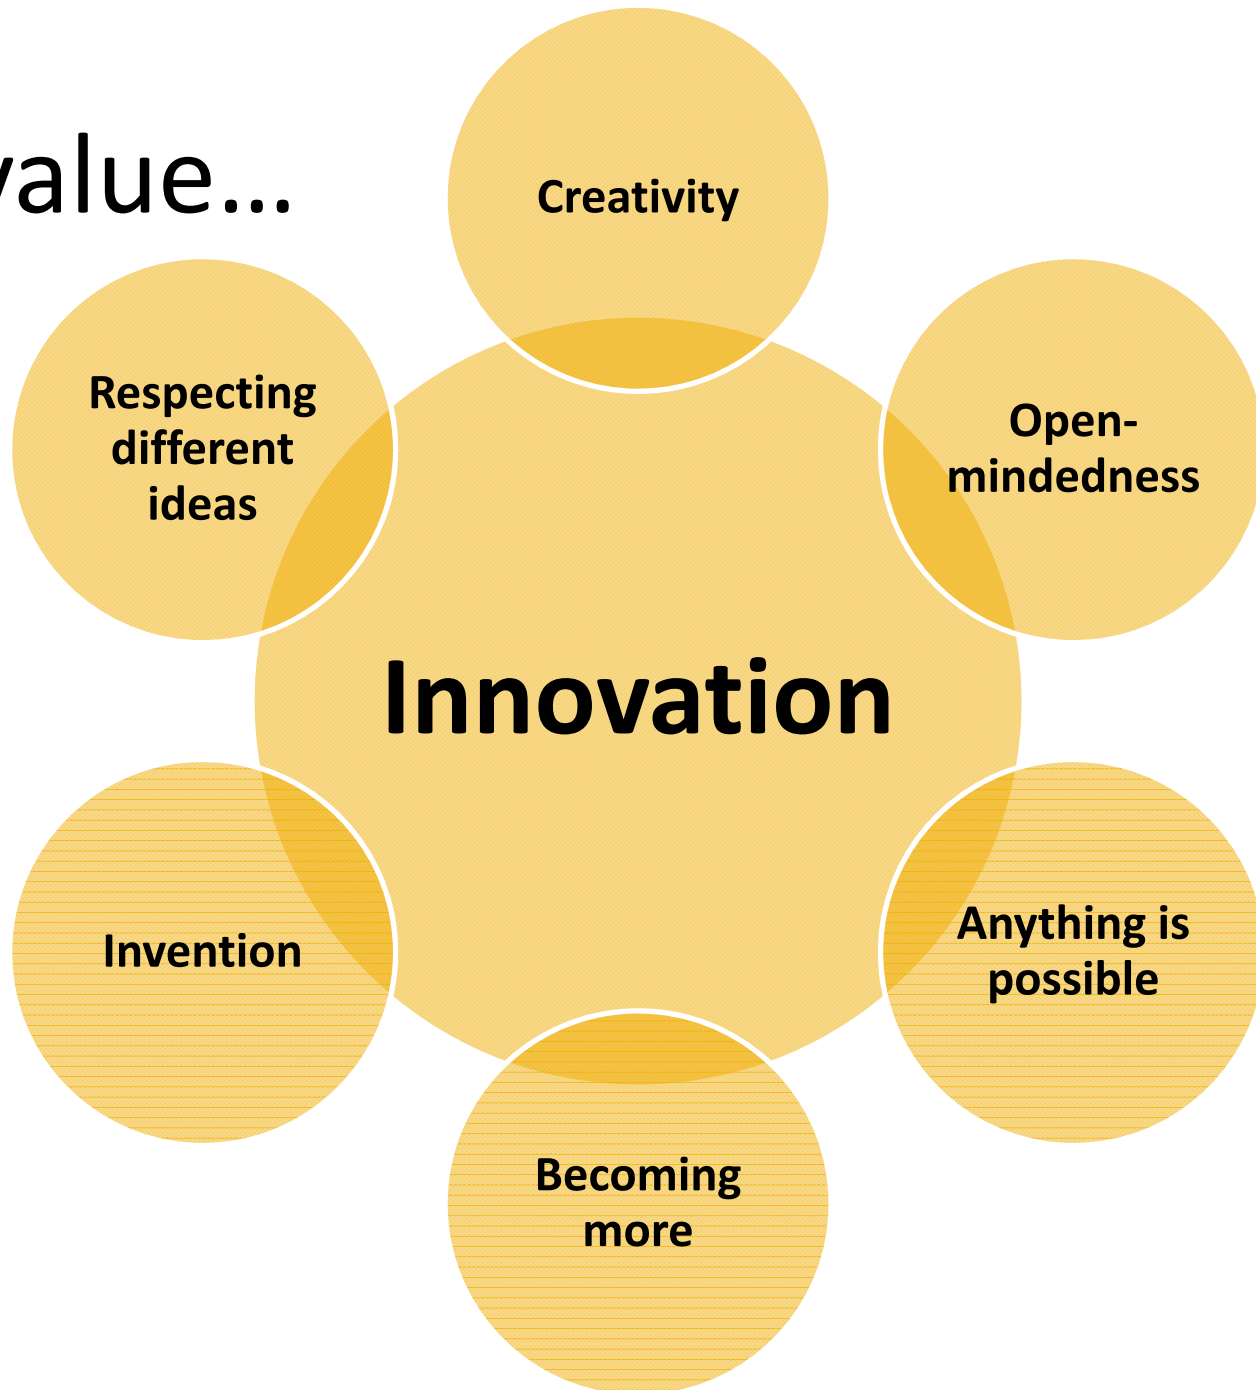 value...
Creativity
Respecting
different
ideas
Open-
mindedness
Innovation
Invention
Anything is
possible
Becoming
more